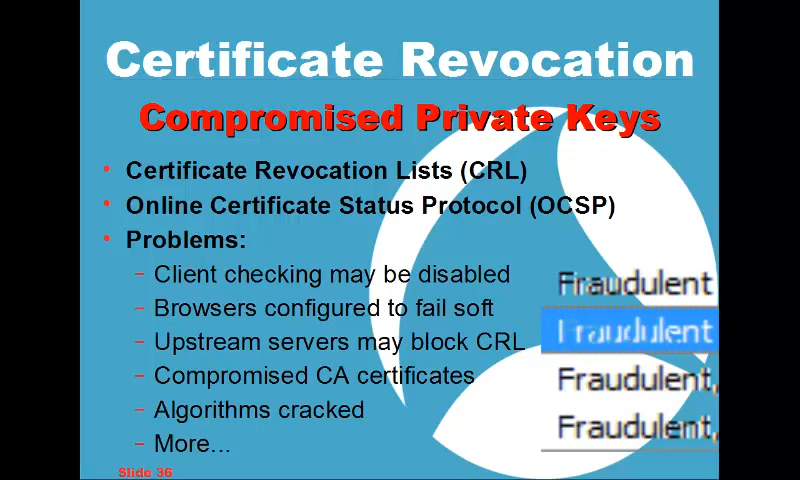 Certificate Revocation
Compromised Private Keys
• Certificate Revocation Lists (CRL)
• Online Certificate Status Protocol (OCSP)
• Problems:
– Client checking may be disabled
– Browsers configured to fail soft
– Upstream servers may block CRL
– Compromised CA certificates
– Algorithms cracked
– More...
Fraudulent
Fraudulent
Fraudulent,
Fraudulent,
Slide 36